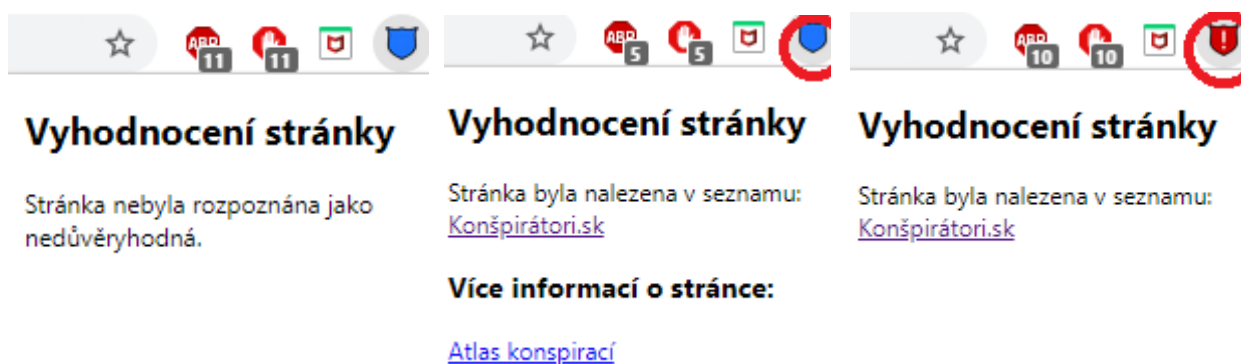 ABP
11
11
Vyhodnocení stránky
Stránka nebyla rozpoznána jako
nedůvěryhodná.
ABP
5
5
Vyhodnocení stránky
Stránka byla nalezena v seznamu:
Konšpirátori.sk
Více informací o stránce:
Atlas konspirací
ABP
10
10
Vyhodnocení stránky
Stránka byla nalezena v seznamu:
Konšpirátori.sk